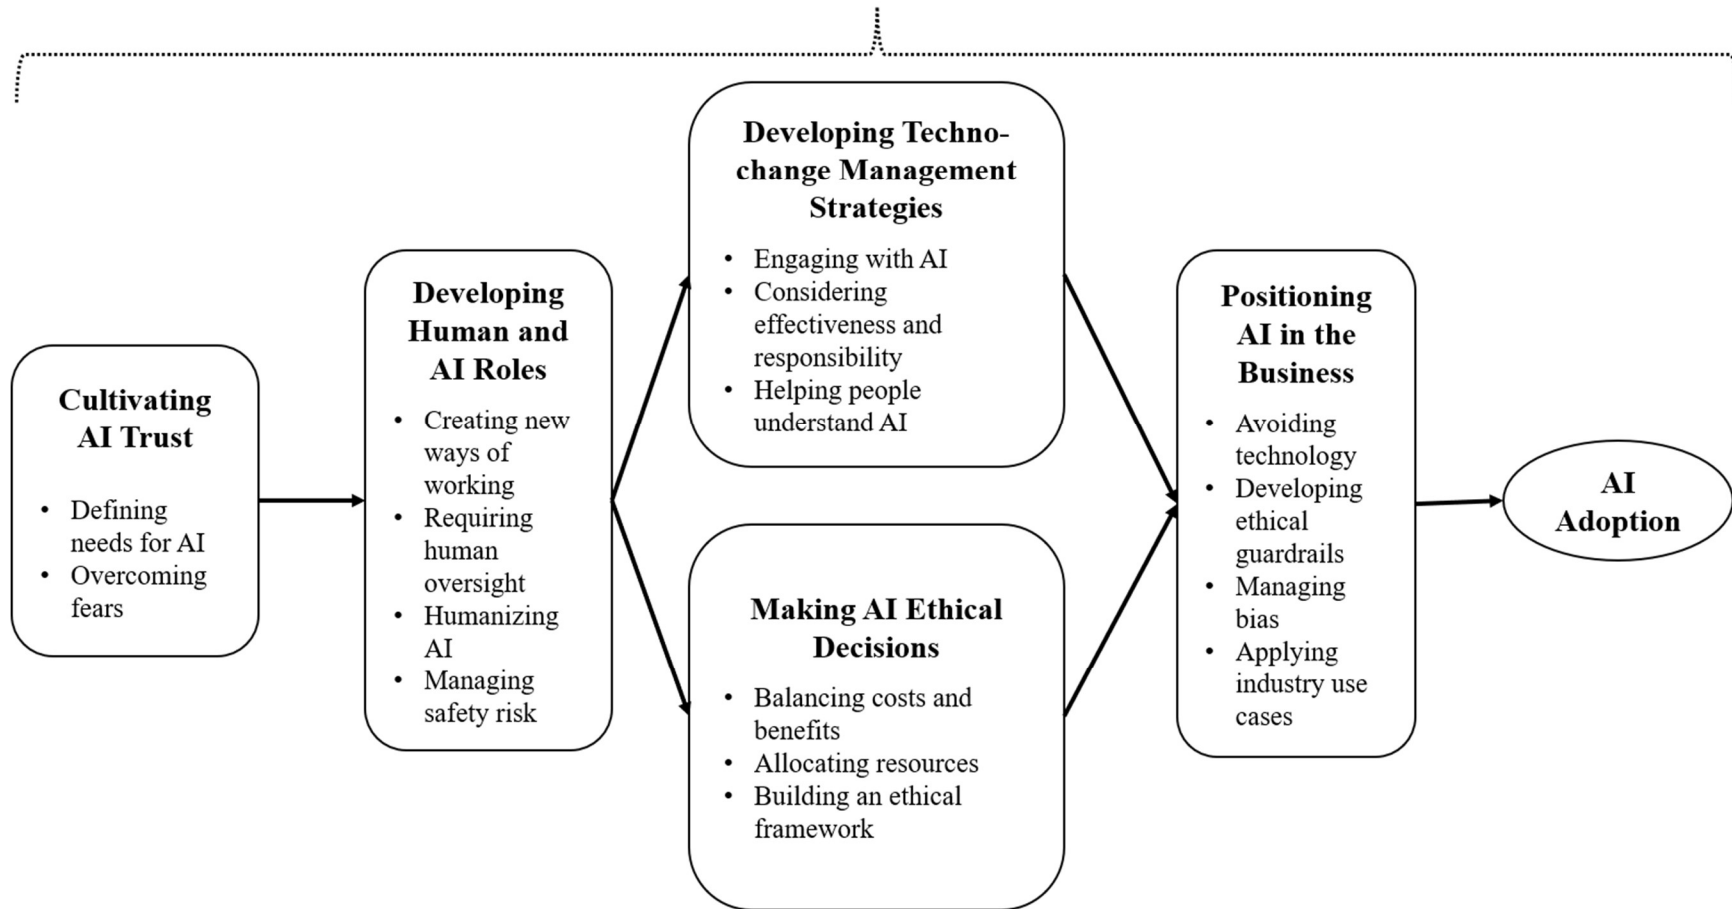 Cultivating
AI Trust
• Defining
needs for AI
• Overcoming
fears
Developing
Human and
AI Roles
• Creating new
ways of
working
• Requiring
human
oversight
• Humanizing
AI
• Managing
safety risk
Developing Techno-
change Management
Strategies
• Engaging with AI
• Considering
effectiveness and
responsibility
• Helping people
understand AI
Making AI Ethical
Decisions
• Balancing costs and
benefits
• Allocating resources
• Building an ethical
framework
Positioning
AI in the
Business
• Avoiding
technology
• Developing
ethical
guardrails
• Managing
bias
• Applying
industry use
cases
AI
Adoption